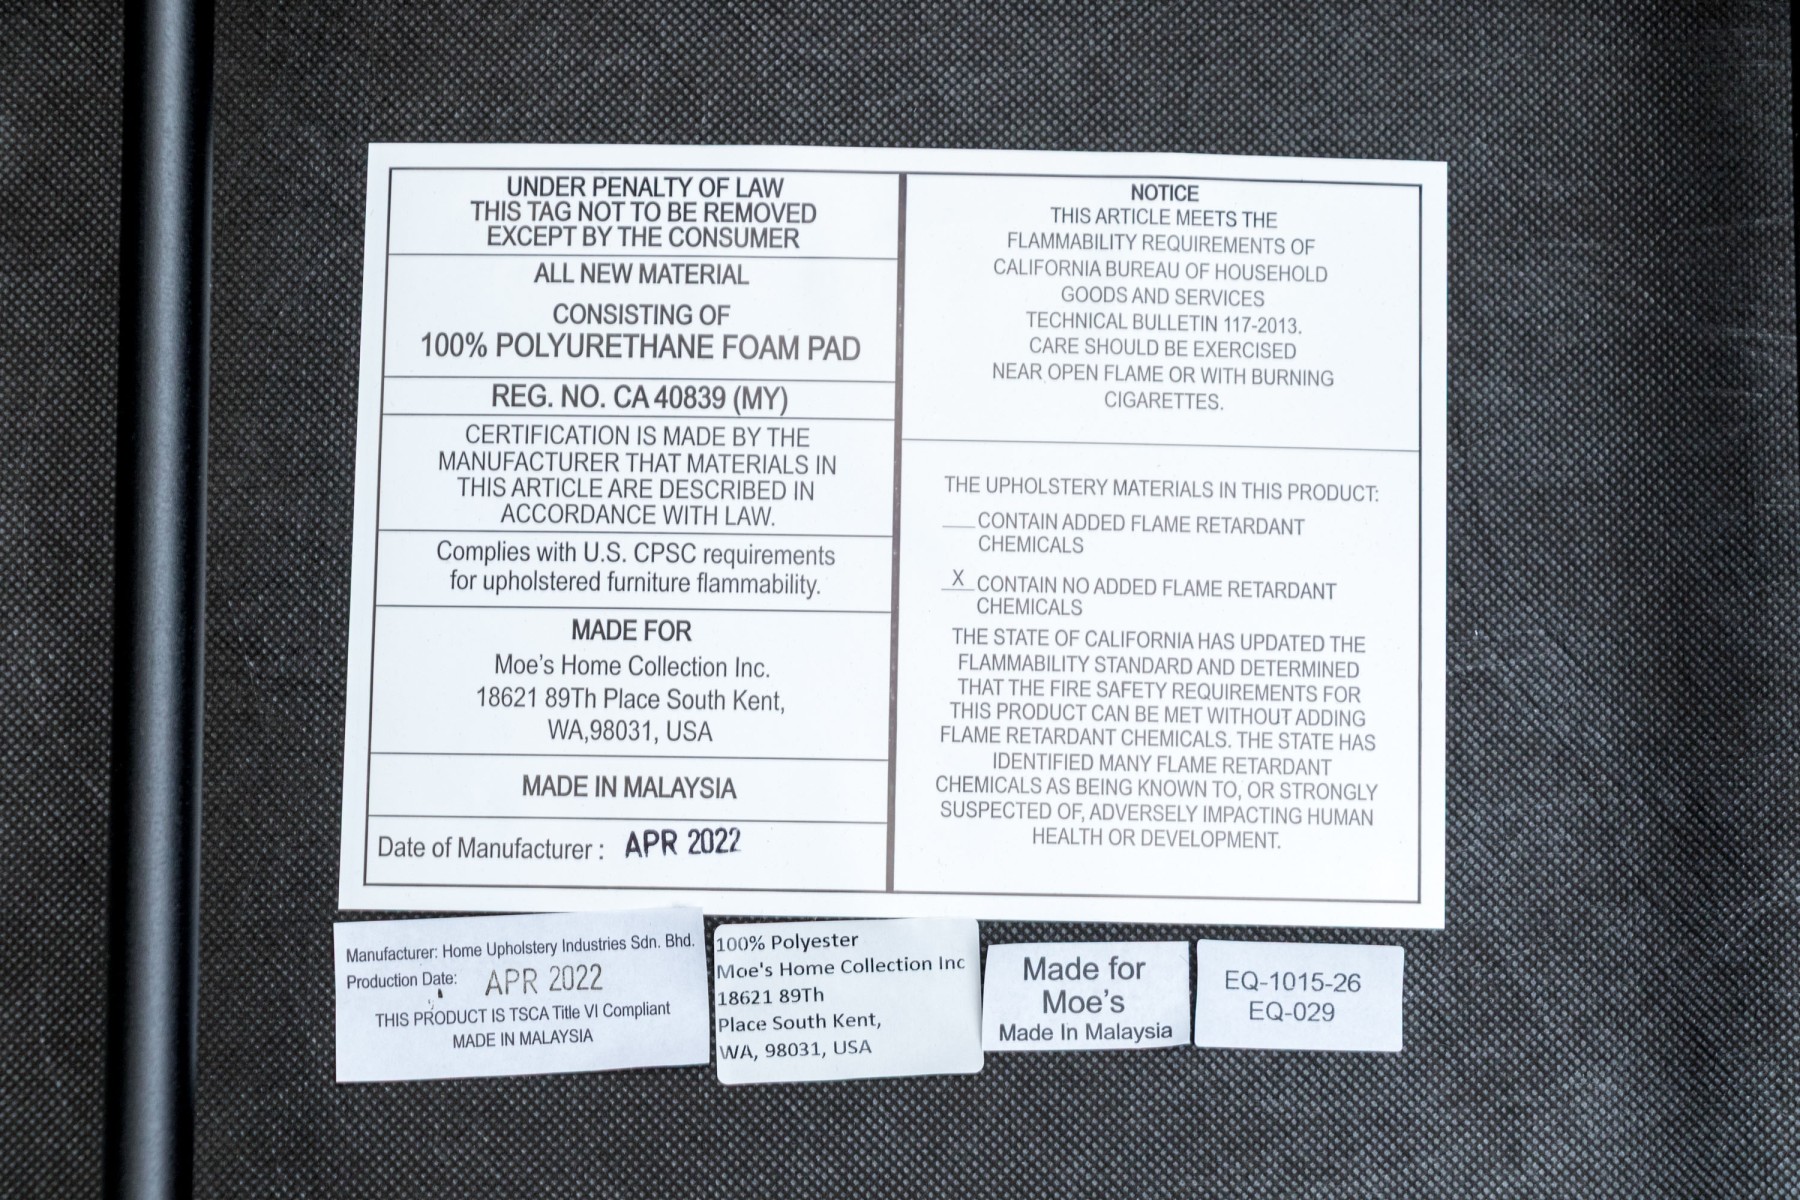 UNDER PENALTY OF LAW
THIS TAG NOT TO BE REMOVED
EXCEPT BY THE CONSUMER
ALL NEW MATERIAL
CONSISTING OF
100% POLYURETHANE FOAM PAD
REG. NO. CA 40839 (MY)
CERTIFICATION IS MADE BY THE
MANUFACTURER THAT MATERIALS IN
THIS ARTICLE ARE DESCRIBED IN
ACCORDANCE WITH LAW.
Complies with U.S. CPSC requirements
for upholstered furniture flammability.
MADE FOR
Moe's Home Collection Inc.
18621 89Th Place South Kent,
WA,98031, USA
MADE IN MALAYSIA
Date of Manufacturer : APR 2022
NOTICE
THIS ARTICLE MEETS THE
FLAMMABILITY REQUIREMENTS OF
CALIFORNIA BUREAU OF HOUSEHOLD
GOODS AND SERVICES
TECHNICAL BULLETIN 117-2013.
CARE SHOULD BE EXERCISED
NEAR OPEN FLAME OR WITH BURNING
CIGARETTES.
THE UPHOLSTERY MATERIALS IN THIS PRODUCT:
___CONTAIN ADDED FLAME RETARDANT
CHEMICALS
_X_CONTAIN NO ADDED FLAME RETARDANT
CHEMICALS
THE STATE OF CALIFORNIA HAS UPDATED THE
FLAMMABILITY STANDARD AND DETERMINED
THAT THE FIRE SAFETY REQUIREMENTS FOR
THIS PRODUCT CAN BE MET WITHOUT ADDING
FLAME RETARDANT CHEMICALS. THE STATE HAS
IDENTIFIED MANY FLAME RETARDANT
CHEMICALS AS BEING KNOWN TO, OR STRONGLY
SUSPECTED OF, ADVERSELY IMPACTING HUMAN
HEALTH OR DEVELOPMENT.
Manufacturer: Home Upholstery Industries Sdn. Bhd.
Production Date: APR 2022
THIS PRODUCT IS TSCA Title VI Compliant
MADE IN MALAYSIA
100% Polyester
Moe's Home Collection Inc
18621 89Th
Place South Kent,
WA, 98031, USA
Made for
Moe's
Made In Malaysia
EQ-1015-26
EQ-029